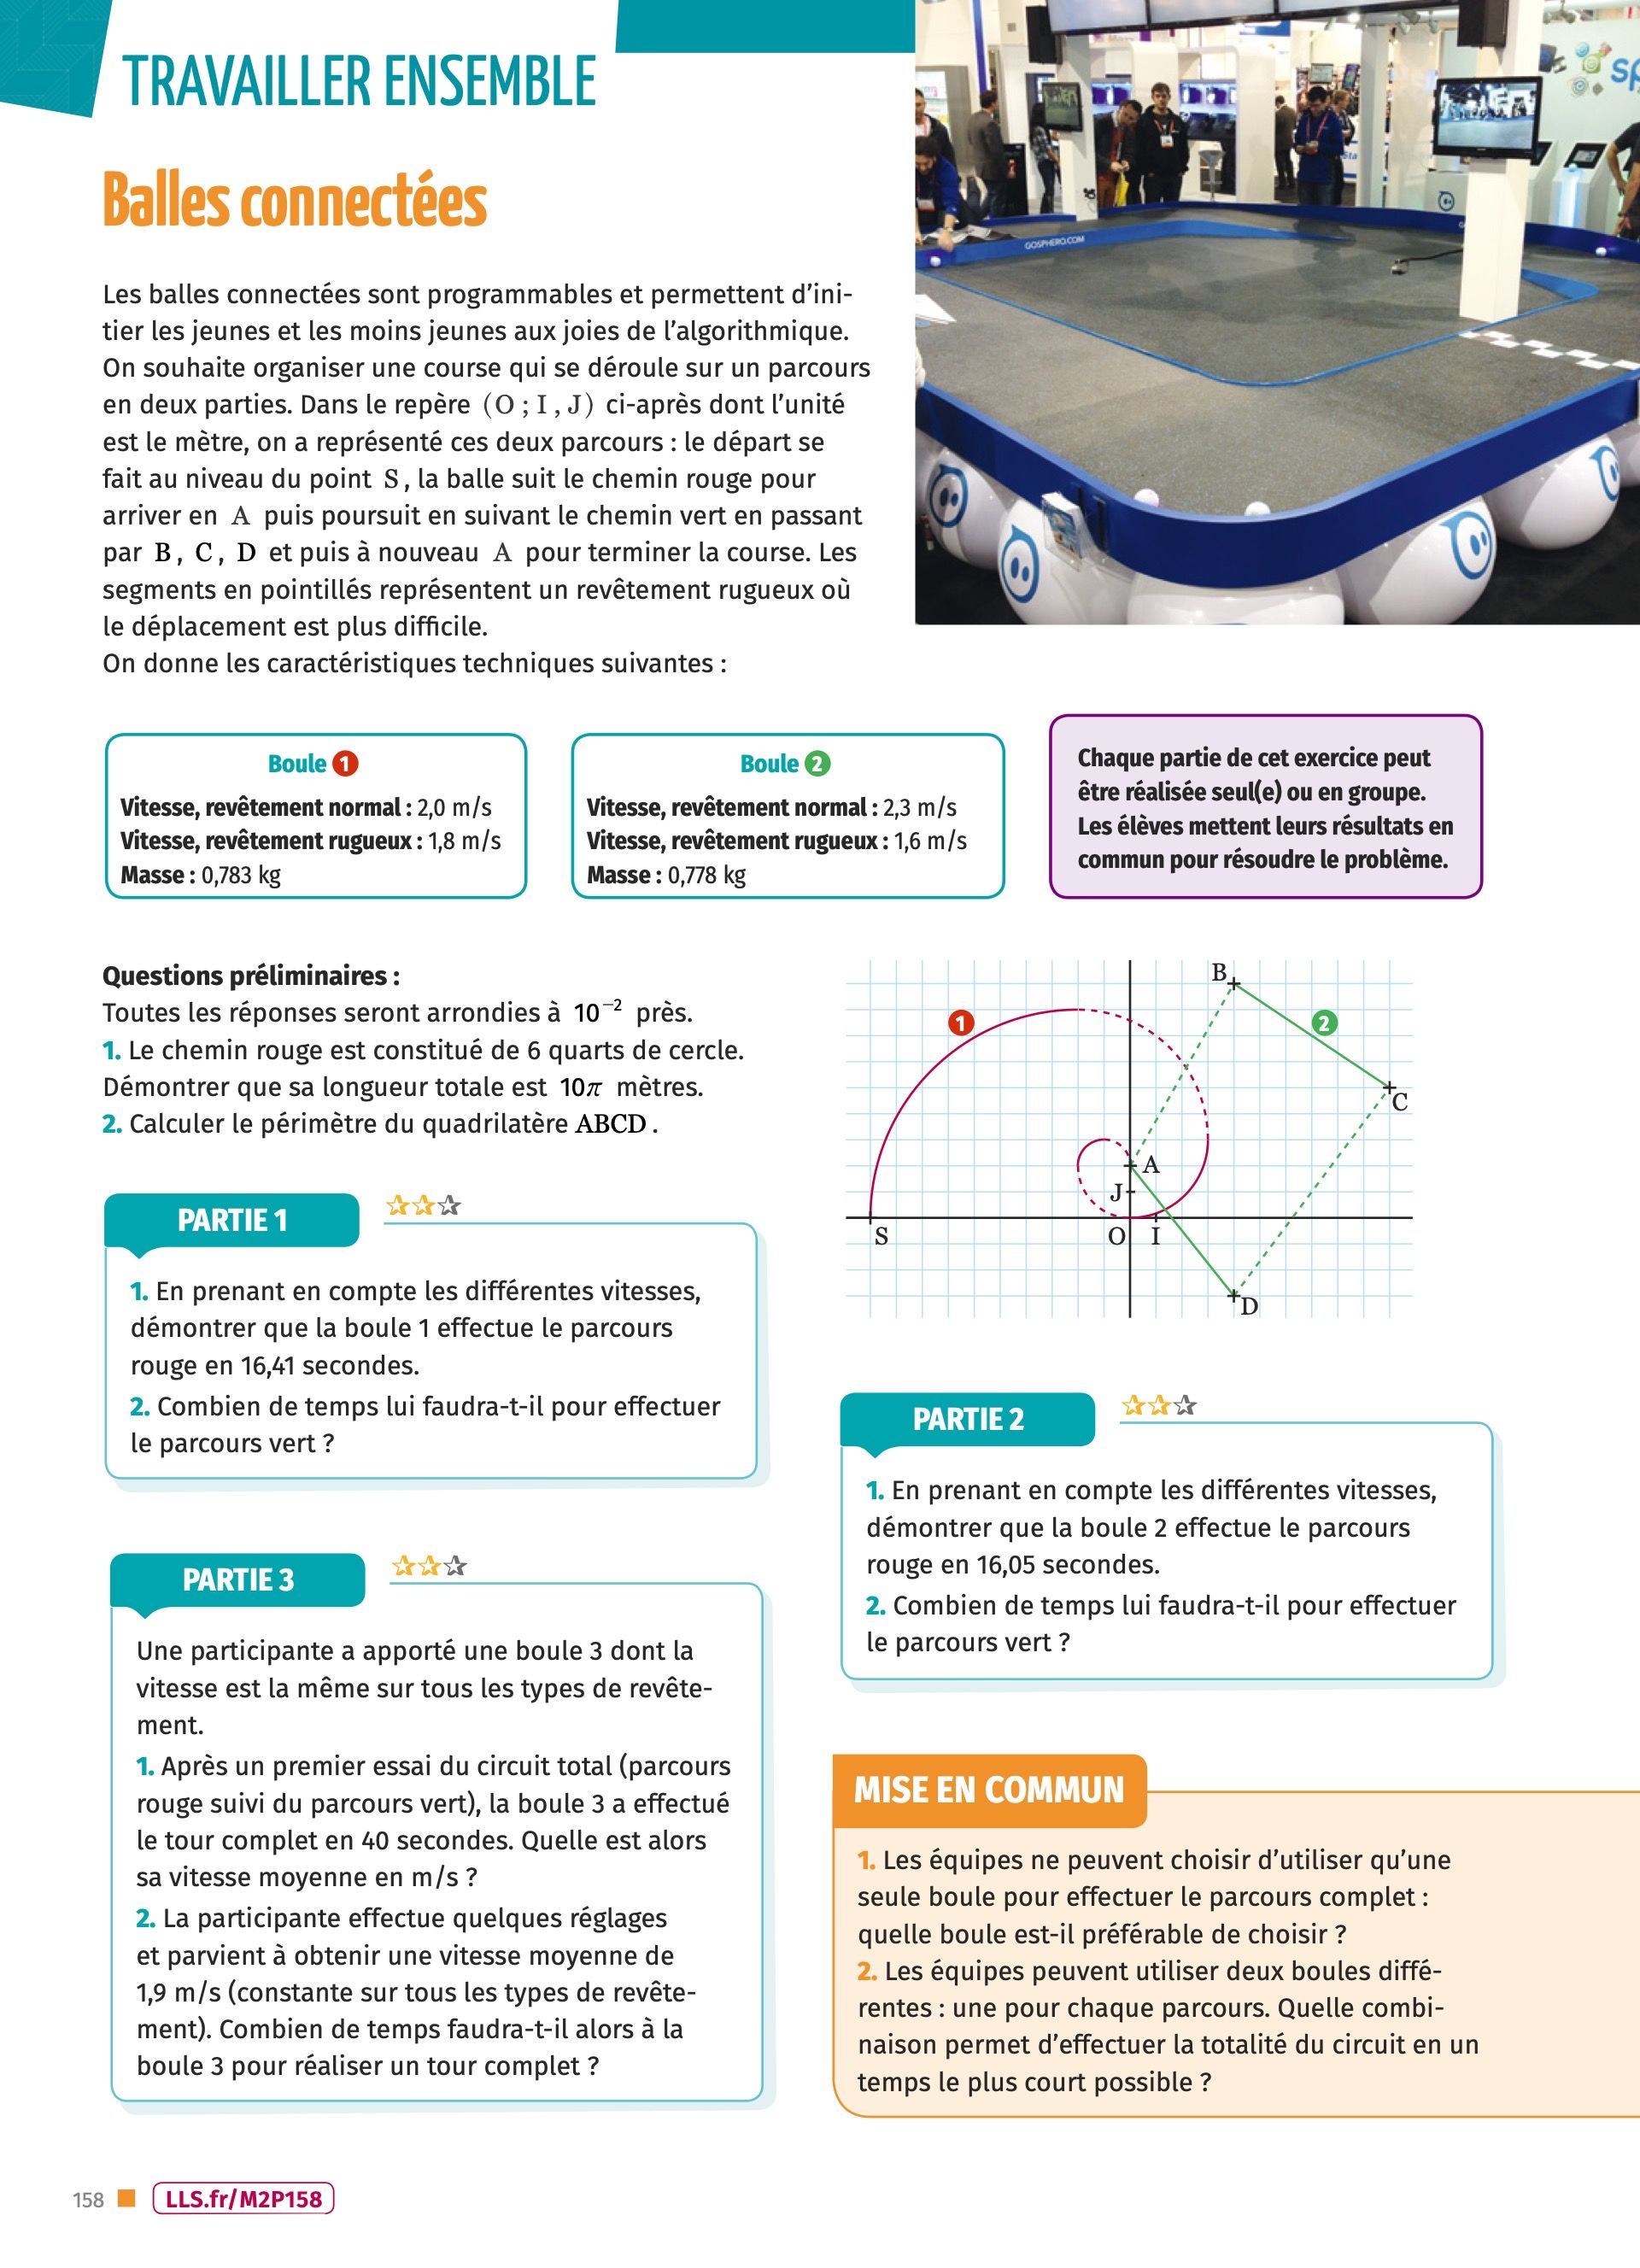 TRAVAILLER ENSEMBLE
Balles connectées
Les balles connectées sont programmables et permettent d'ini-
tier les jeunes et les moins jeunes aux joies de l'algorithmique.
On souhaite organiser une course qui se déroule sur un parcours
en deux parties. Dans le repère (O ; I , J) ci-après dont l'unité
est le mètre, on a représenté ces deux parcours : le départ se
fait au niveau du point S, la balle suit le chemin rouge pour
arriver en A puis poursuit en suivant le chemin vert en passant
par B, C, D et puis à nouveau A pour terminer la course. Les
segments en pointillés représentent un revêtement rugueux où
le déplacement est plus difficile.
On donne les caractéristiques techniques suivantes :
GOSPHERO.COM
sp
Boule 1
Vitesse, revêtement normal : 2,0 m/s
Vitesse, revêtement rugueux : 1,8 m/s
Masse : 0,783 kg
Boule 2
Vitesse, revêtement normal : 2,3 m/s
Vitesse, revêtement rugueux : 1,6 m/s
Masse : 0,778 kg
Chaque partie de cet exercice peut
être réalisée seul(e) ou en groupe.
Les élèves mettent leurs résultats en
commun pour résoudre le problème.
Questions préliminaires :
Toutes les réponses seront arrondies à 10⁻² près.
1. Le chemin rouge est constitué de 6 quarts de cercle.
Démontrer que sa longueur totale est 10π mètres.
2. Calculer le périmètre du quadrilatère ABCD.
B
1
2
C
A
J
S
O I
D
PARTIE 1
1. En prenant en compte les différentes vitesses,
démontrer que la boule 1 effectue le parcours
rouge en 16,41 secondes.
2. Combien de temps lui faudra-t-il pour effectuer
le parcours vert ?
PARTIE 2
1. En prenant en compte les différentes vitesses,
démontrer que la boule 2 effectue le parcours
rouge en 16,05 secondes.
2. Combien de temps lui faudra-t-il pour effectuer
le parcours vert ?
PARTIE 3
Une participante a apporté une boule 3 dont la
vitesse est la même sur tous les types de revête-
ment.
1. Après un premier essai du circuit total (parcours
rouge suivi du parcours vert), la boule 3 a effectué
le tour complet en 40 secondes. Quelle est alors
sa vitesse moyenne en m/s ?
2. La participante effectue quelques réglages
et parvient à obtenir une vitesse moyenne de
1,9 m/s (constante sur tous les types de revête-
ment). Combien de temps faudra-t-il alors à la
boule 3 pour réaliser un tour complet ?
MISE EN COMMUN
1. Les équipes ne peuvent choisir d'utiliser qu'une
seule boule pour effectuer le parcours complet :
quelle boule est-il préférable de choisir ?
2. Les équipes peuvent utiliser deux boules diffé-
rentes : une pour chaque parcours. Quelle combi-
naison permet d'effectuer la totalité du circuit en un
temps le plus court possible ?
158
LLS.fr/M2P158